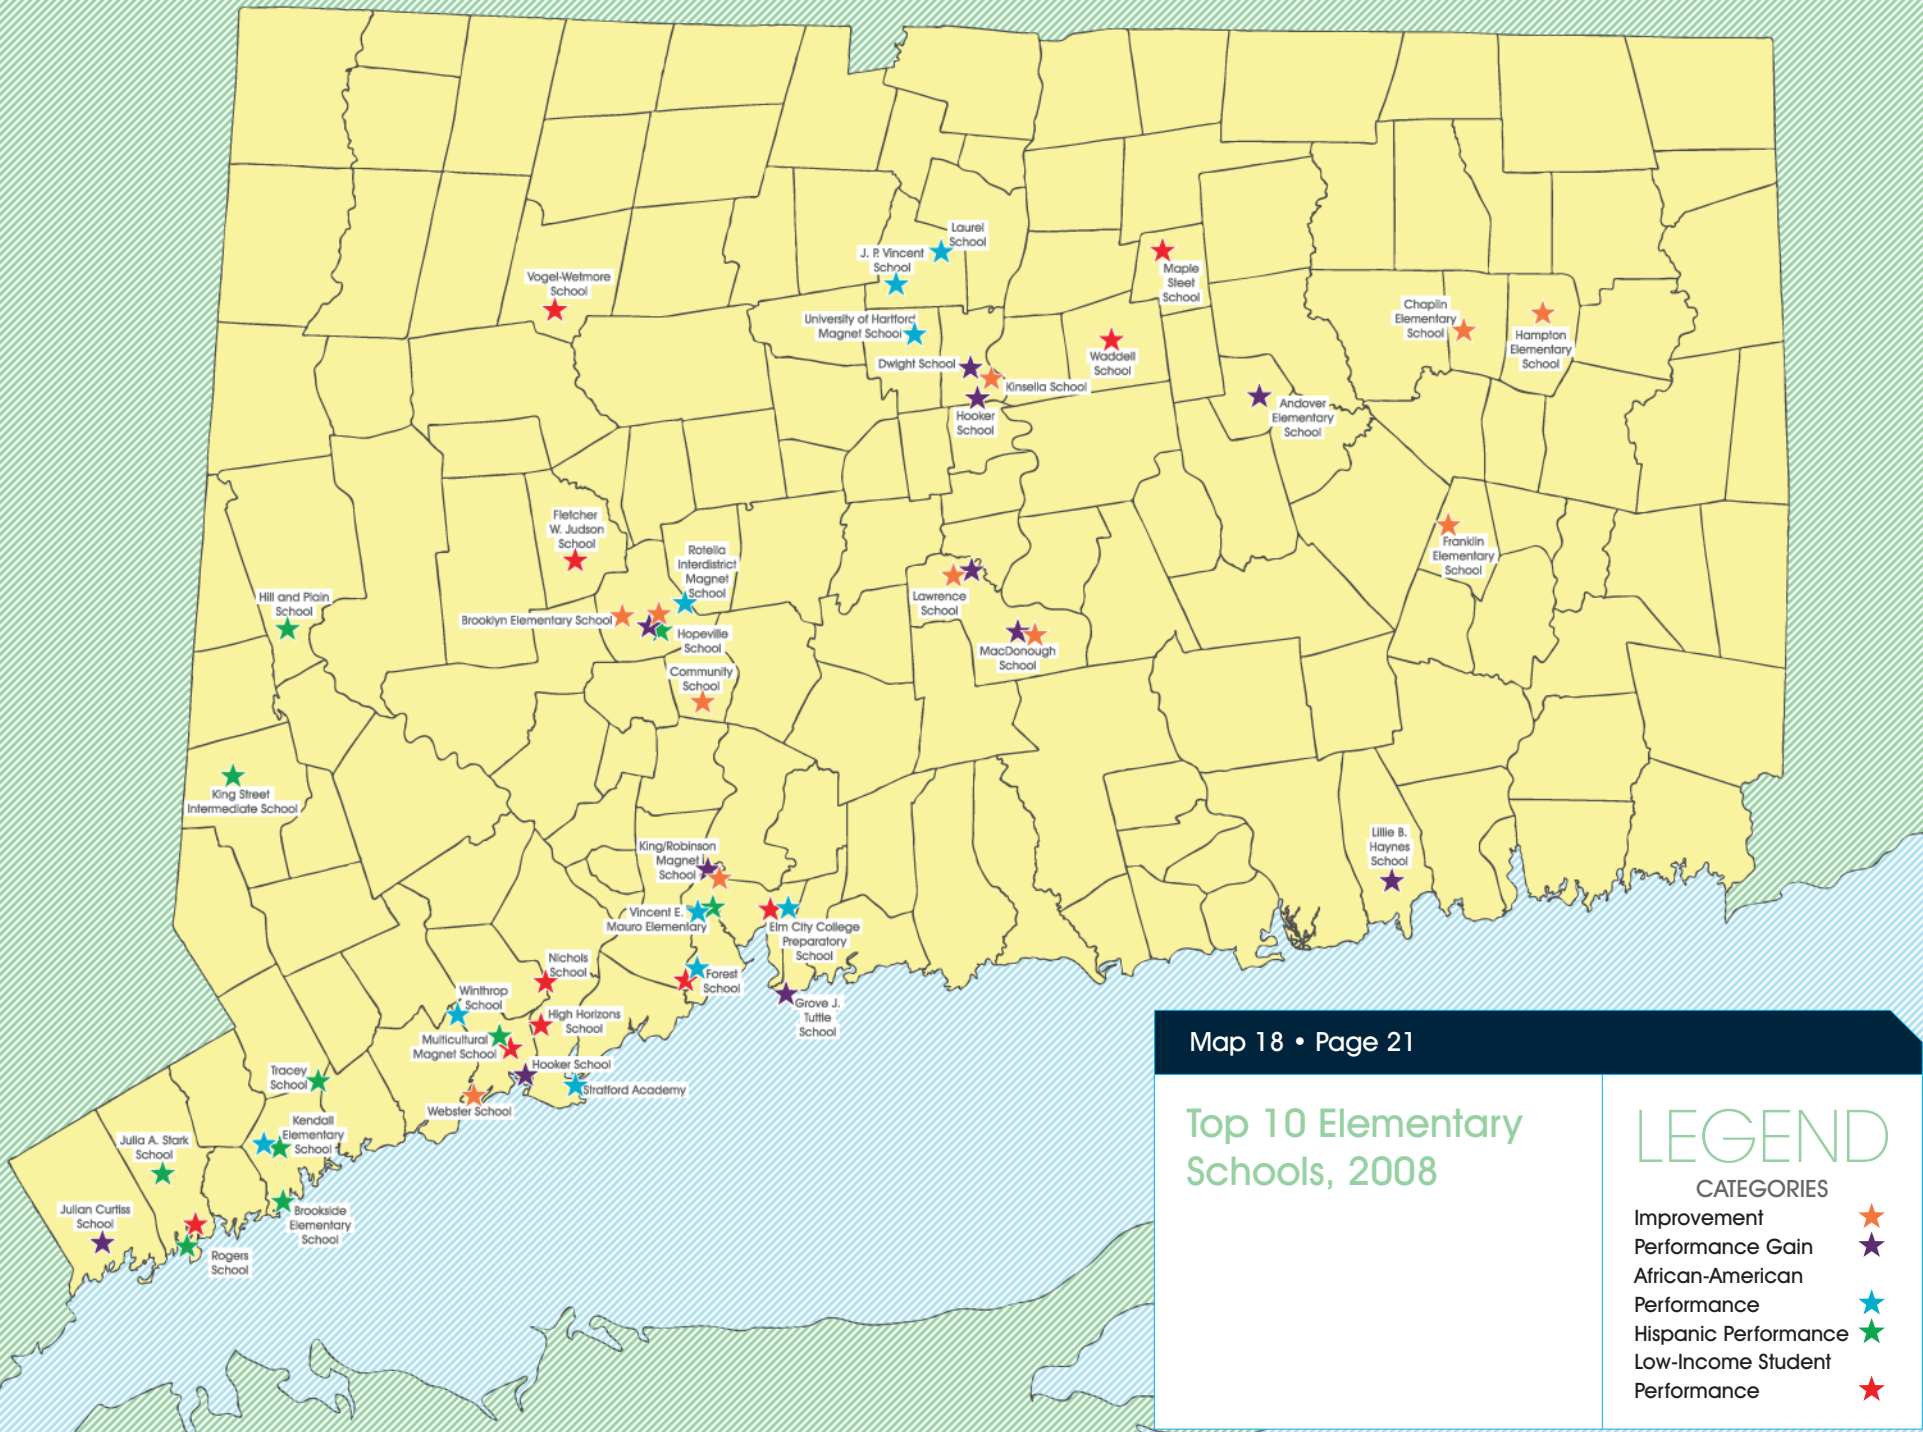 Laurel
School
J. P. Vincent
School
Vogel-Wetmore
School
Maple
Steet
School
University of Hartford
Magnet School
Chaplin
Elementary
School
Hampton
Elementary
School
Dwight School
Waddell
School
Kinsella School
Hooker
School
Andover
Elementary
School
Fletcher
W. Judson
School
Rotella
Interdistrict
Magnet
School
Franklin
Elementary
School
Hill and Plain
School
Lawrence
School
Brooklyn Elementary School
Hopeville
School
MacDonough
School
Community
School
King Street
Intermediate School
Lillie B.
Haynes
School
King/Robinson
Magnet
School
Vincent E.
Mauro Elementary
Elm City College
Preparatory
School
Nichols
School
Forest
School
Winthrop
School
Grove J.
Tuttle
School
High Horizons
School
Multicultural
Magnet School
Hooker School
Tracey
School
Stratford Academy
Webster School
Kendall
Elementary
School
Julia A. Stark
School
Julian Curtiss
School
Brookside
Elementary
School
Rogers
School
Map 18 • Page 21
Top 10 Elementary
Schools, 2008
LEGEND
CATEGORIES
Improvement
Performance Gain
African-American
Performance
Hispanic Performance
Low-Income Student
Performance